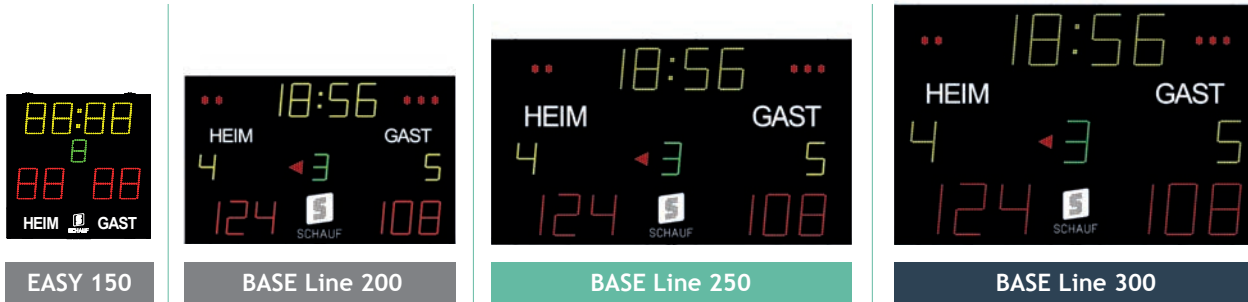 88:88
8
88 88
HEIM S GAST
SCHAUF
EASY 150
18:56
HEIM GAST
4 3 5
124 S 108
SCHAUF
BASE Line 200
18:56
HEIM GAST
4 3 5
124 S 108
SCHAUF
BASE Line 250
18:56
HEIM GAST
4 3 5
124 S 108
SCHAUF
BASE Line 300